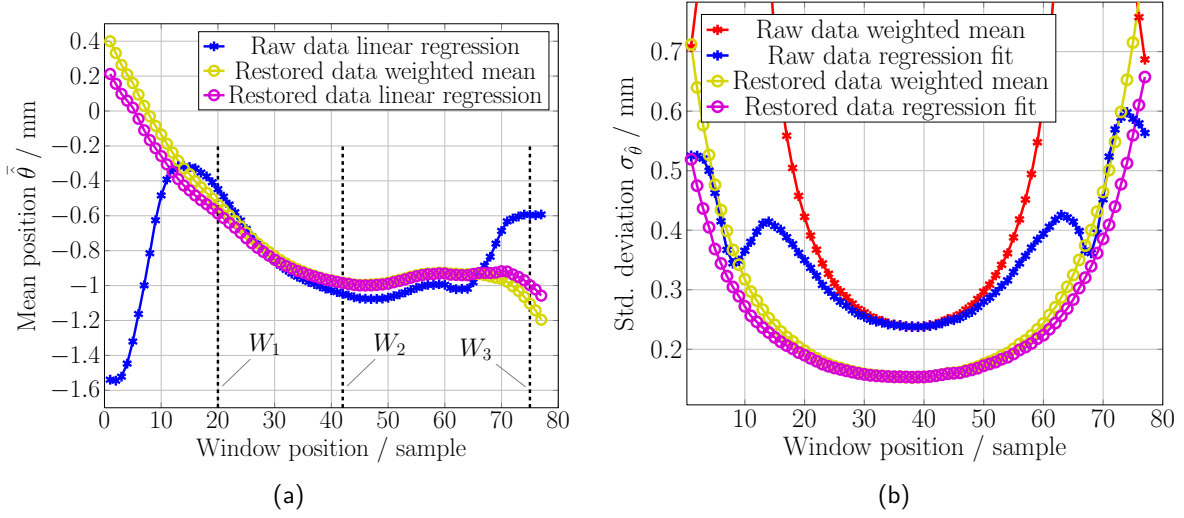 Raw data linear regression
Restored data weighted mean
Restored data linear regression
0.4
0.2
0
−0.2
−0.4
−0.6
−0.8
−1
−1.2
−1.4
−1.6
Mean position θ̂̄ / mm
W₁
W₂
W₃
0 10 20 30 40 50 60 70 80
Window position / sample
(a)
Raw data weighted mean
Raw data regression fit
Restored data weighted mean
Restored data regression fit
0.7
0.6
0.5
0.4
0.3
0.2
Std. deviation σ_θ̂ / mm
10 20 30 40 50 60 70 80
Window position / sample
(b)